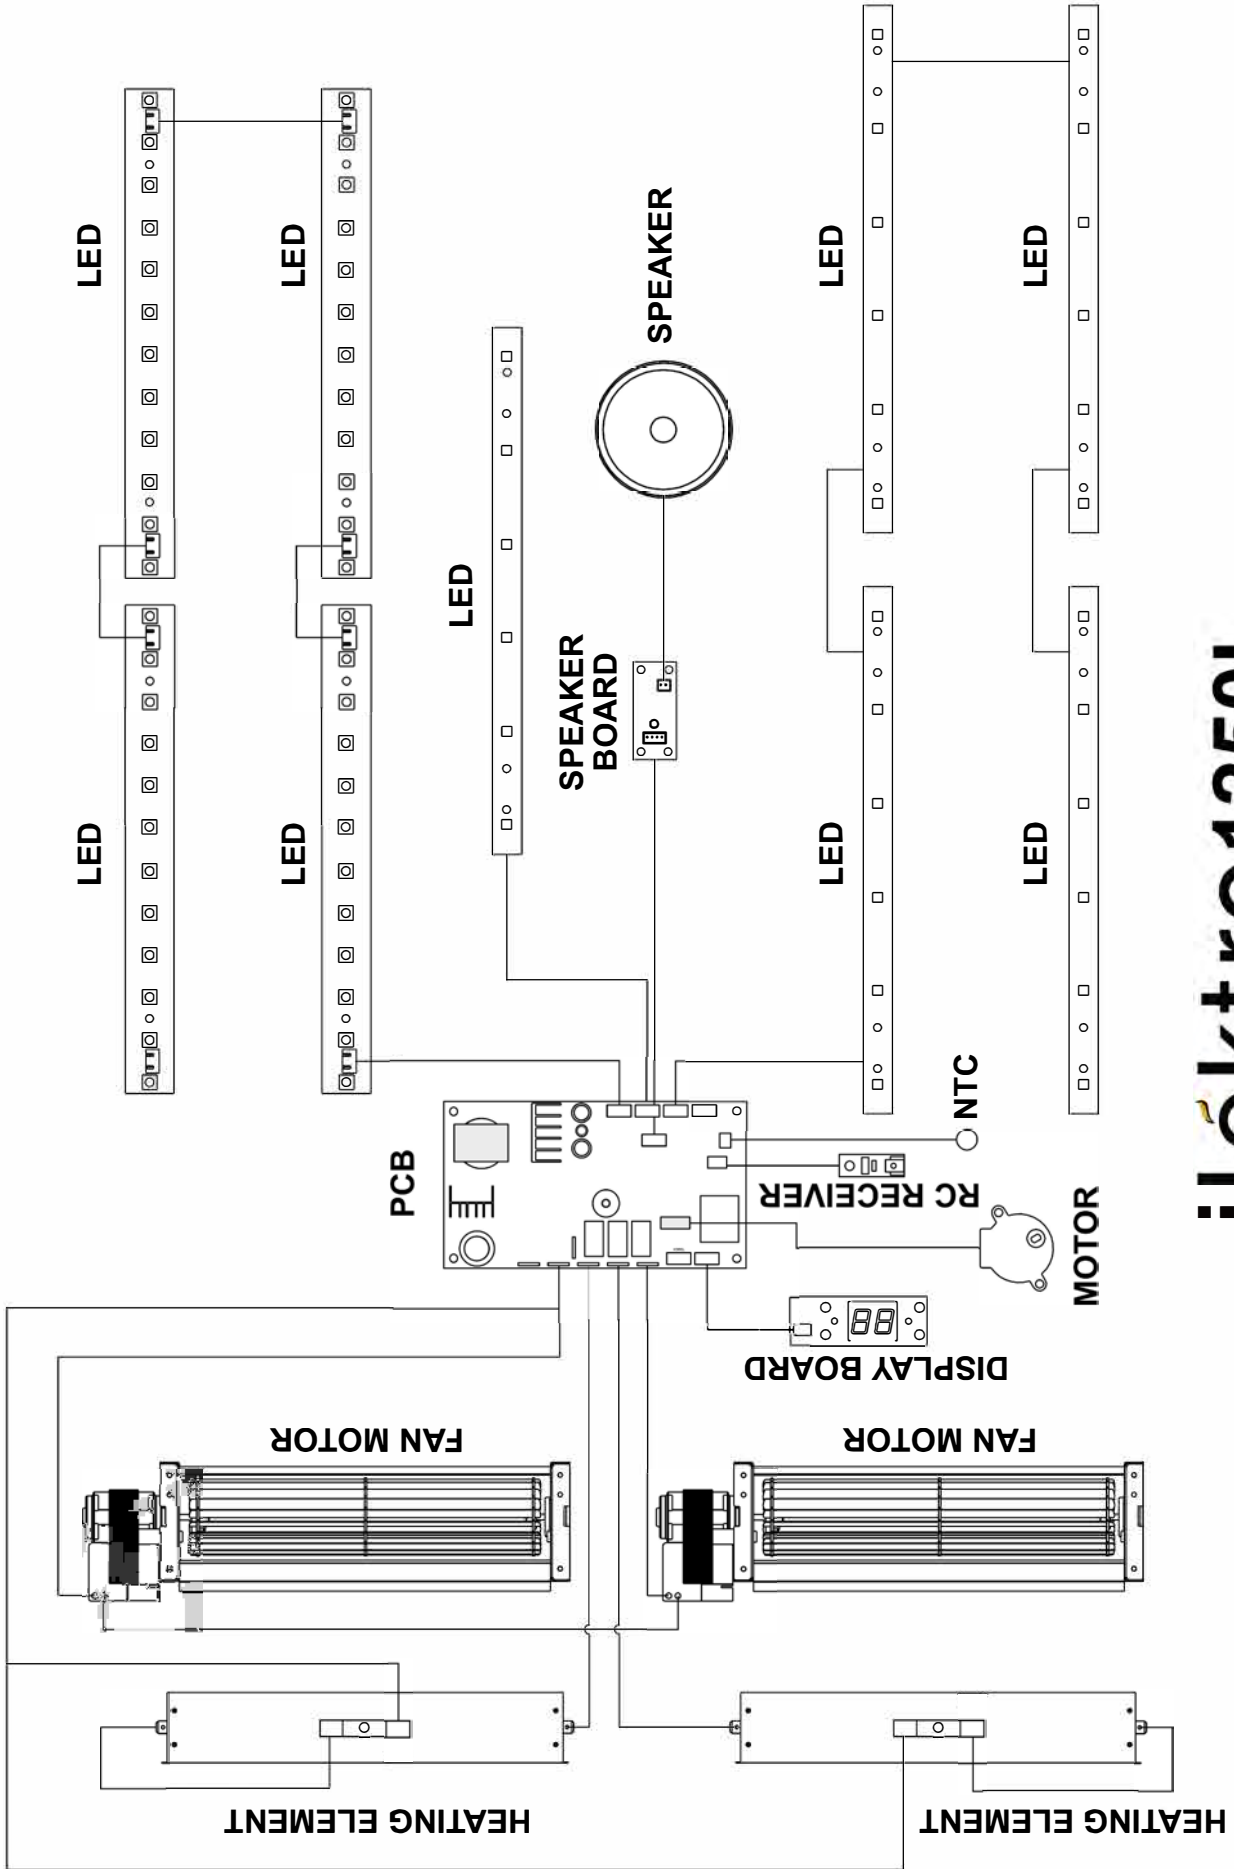 LED
LED
LED
LED
LED
SPEAKER
SPEAKER
BOARD
LED
LED
LED
LED
PCB
NTC
RC RECEIVER
MOTOR
DISPLAY BOARD
88
FAN MOTOR
FAN MOTOR
HEATING ELEMENT
HEATING ELEMENT